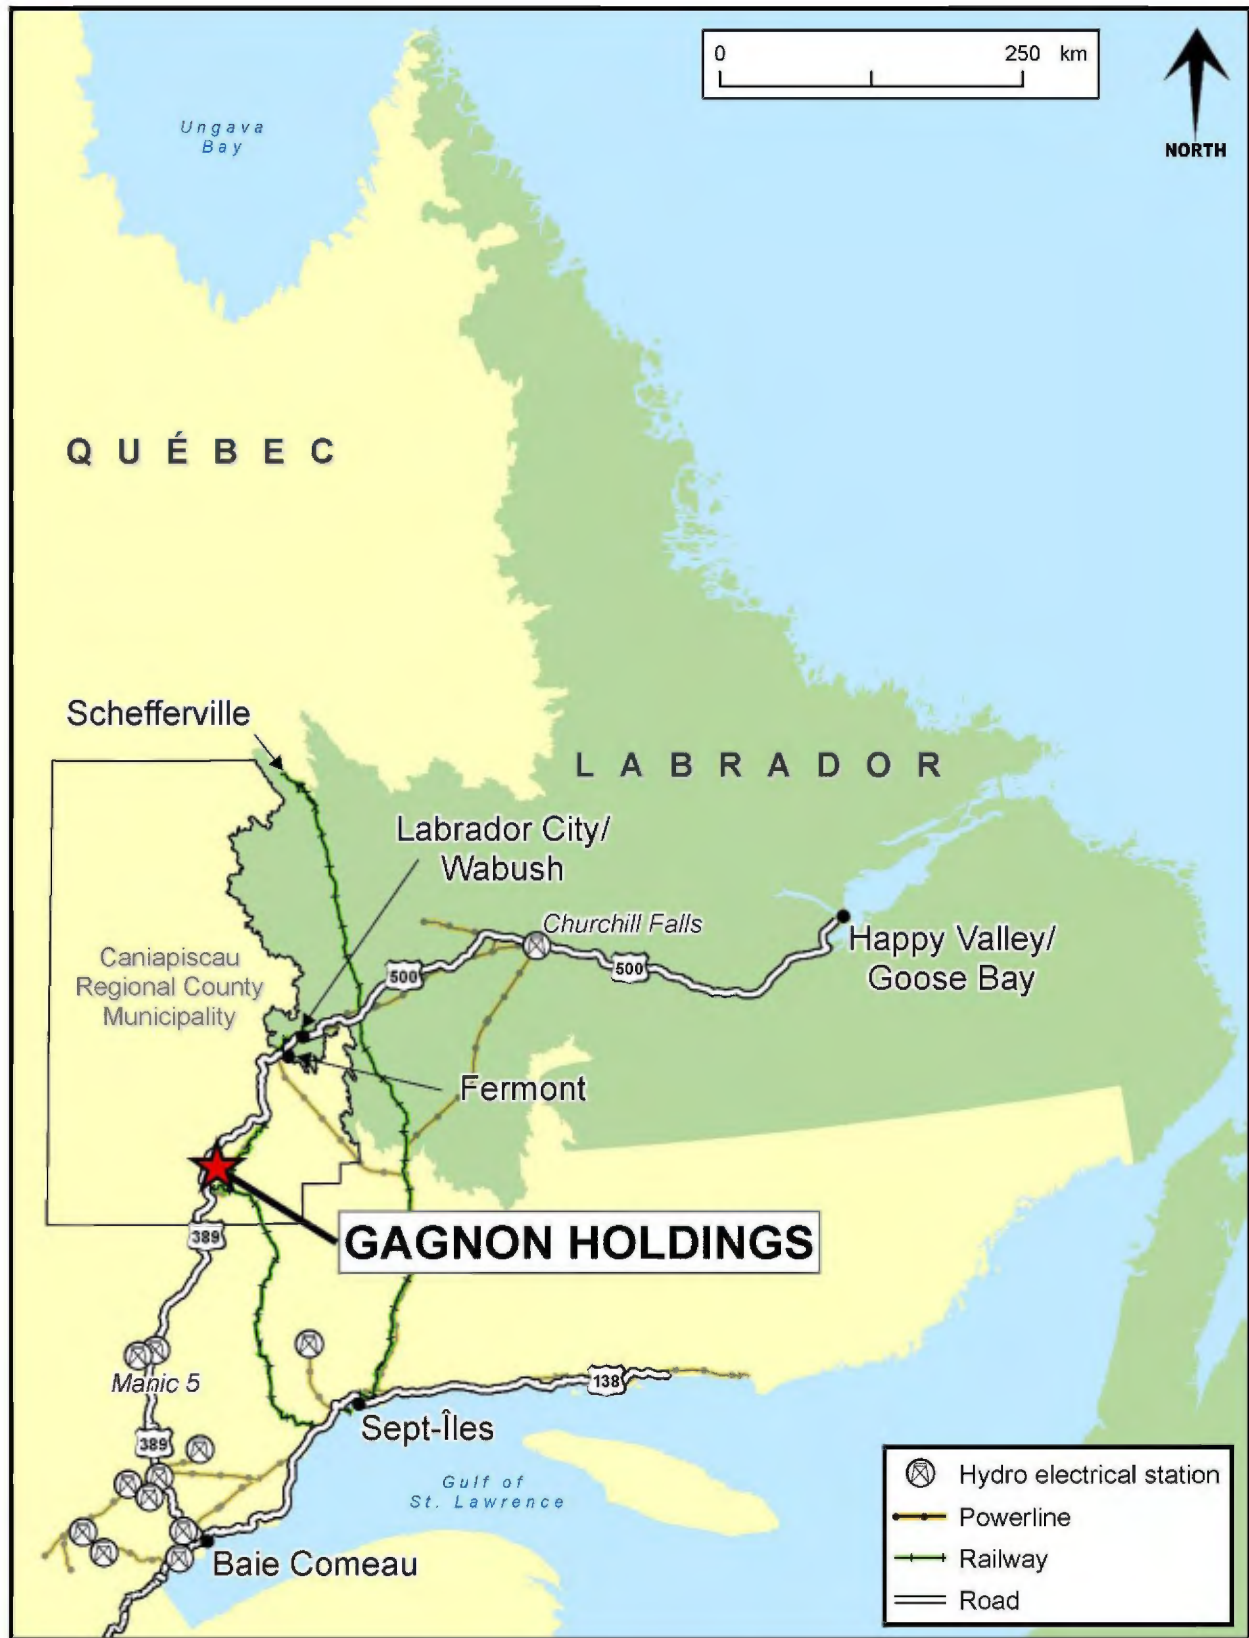 0 250 km
NORTH
Ungava
Bay
QUÉBEC
Schefferville
LABRADOR
Labrador City/
Wabush
Churchill Falls
Happy Valley/
Goose Bay
500
500
Caniapiscau
Regional County
Municipality
Fermont
GAGNON HOLDINGS
389
Manic 5
138
389
Sept-Îles
Gulf of
St. Lawrence
Baie Comeau
Hydro electrical station
Powerline
Railway
Road